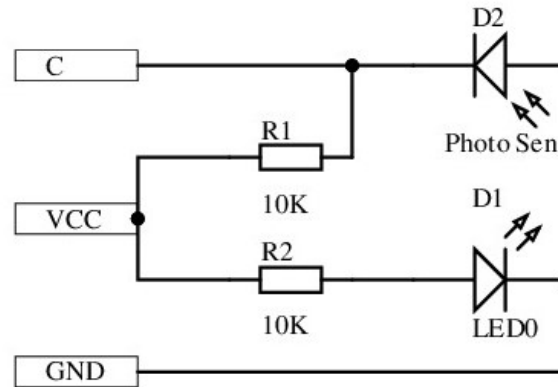 D2
C
R1
Photo Sen
10K
VCC
D1
R2
10K
LED0
GND